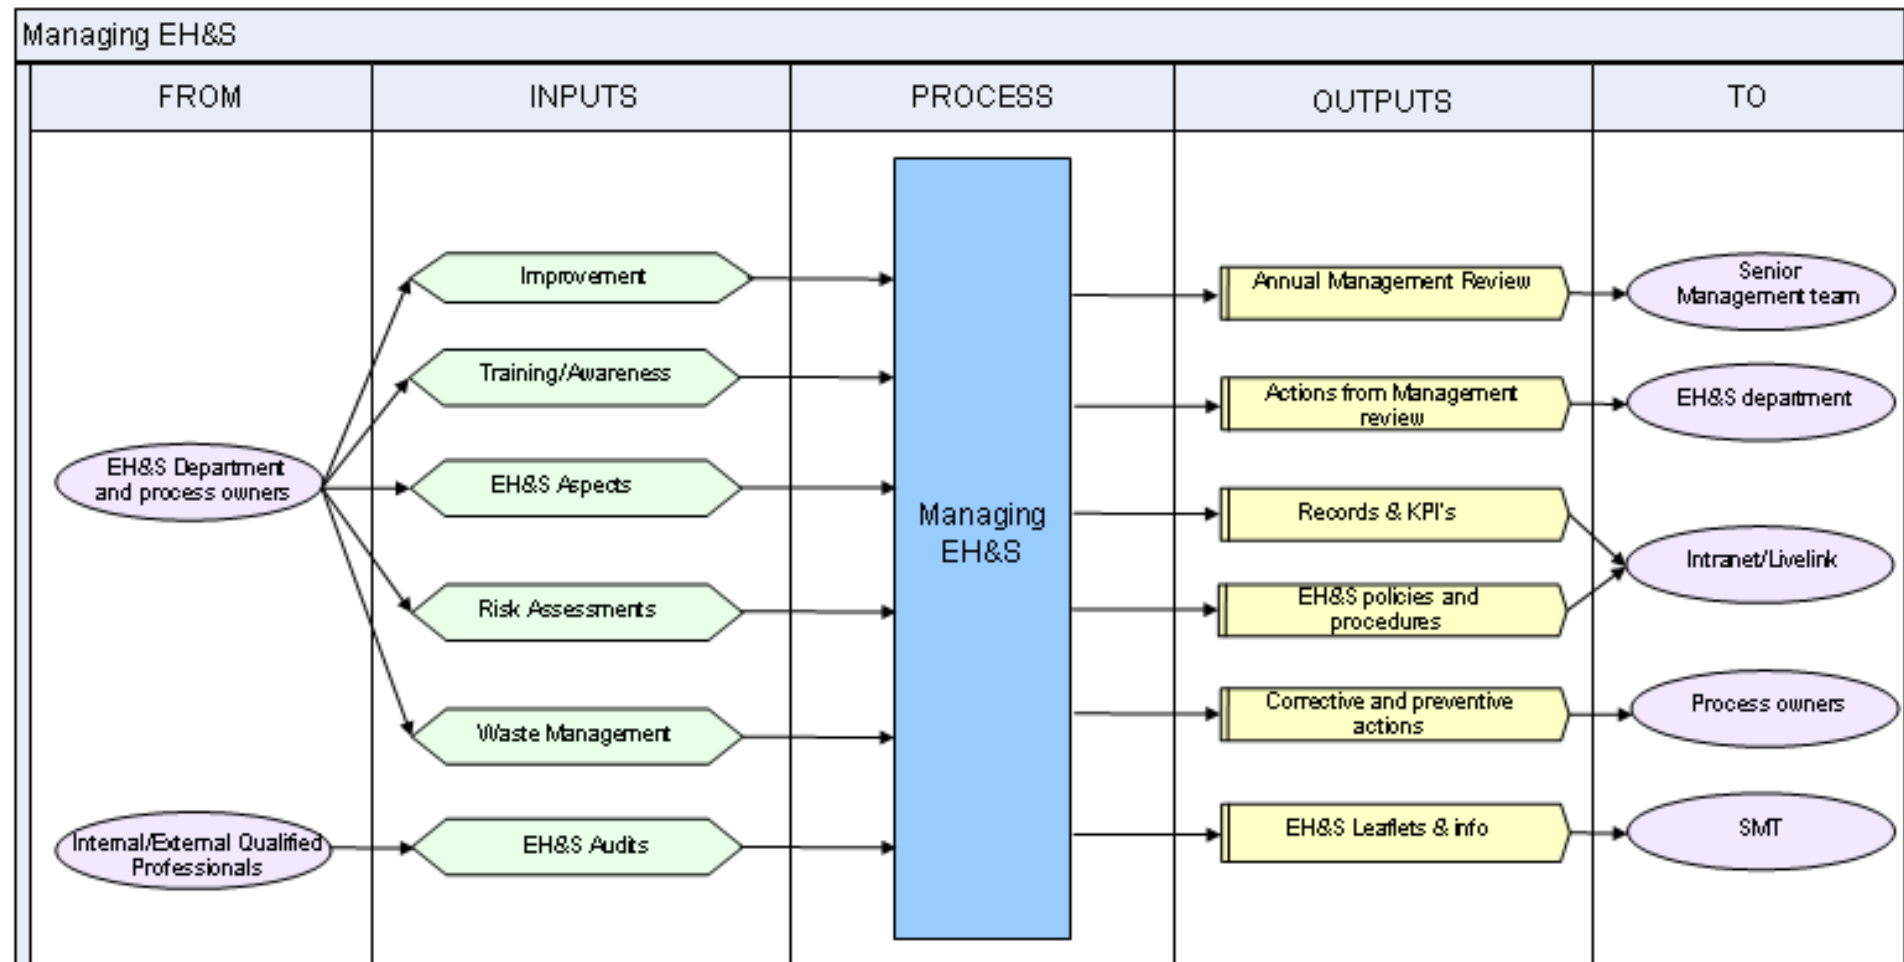 Managing EH&S
FROM
INPUTS
PROCESS
OUTPUTS
TO
EH&S Department
and process owners
Internal/External Qualified
Professionals
Improvement
Training/Awareness
EH&S Aspects
Risk Assessments
Waste Management
EH&S Audits
Managing
EH&S
Annual Management Review
Actions from Management
review
Records & KPI's
EH&S policies and
procedures
Corrective and preventive
actions
EH&S Leaflets & info
Senior
Management team
EH&S department
Intranet/Livelink
Process owners
SMT